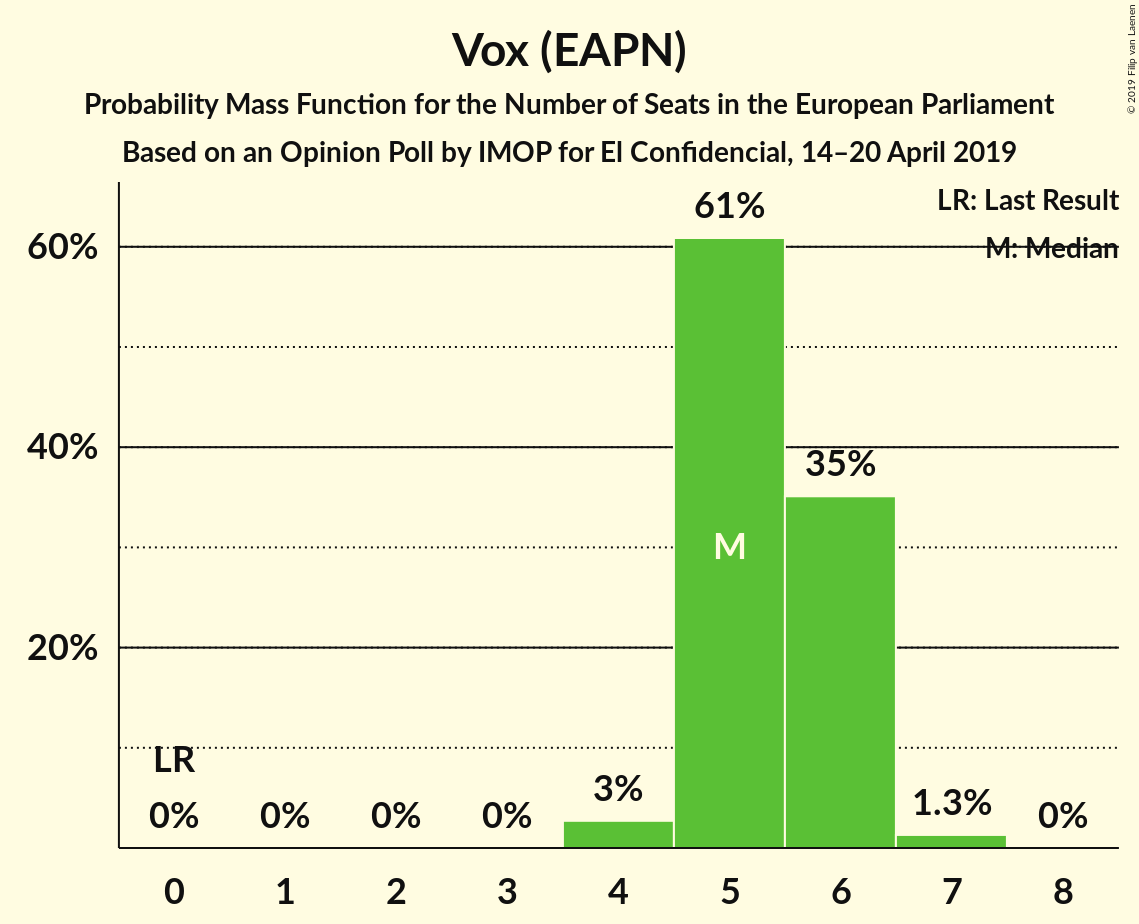 Vox (EAPN)
Probability Mass Function for the Number of Seats in the European Parliament
Based on an Opinion Poll by IMOP for El Confidencial, 14–20 April 2019
© 2019 Filip van Laenen
LR: Last Result
M: Median
61%
60%
40%
35%
M
20%
LR
0%
0%
0%
0%
3%
1.3%
0%
0
1
2
3
4
5
6
7
8